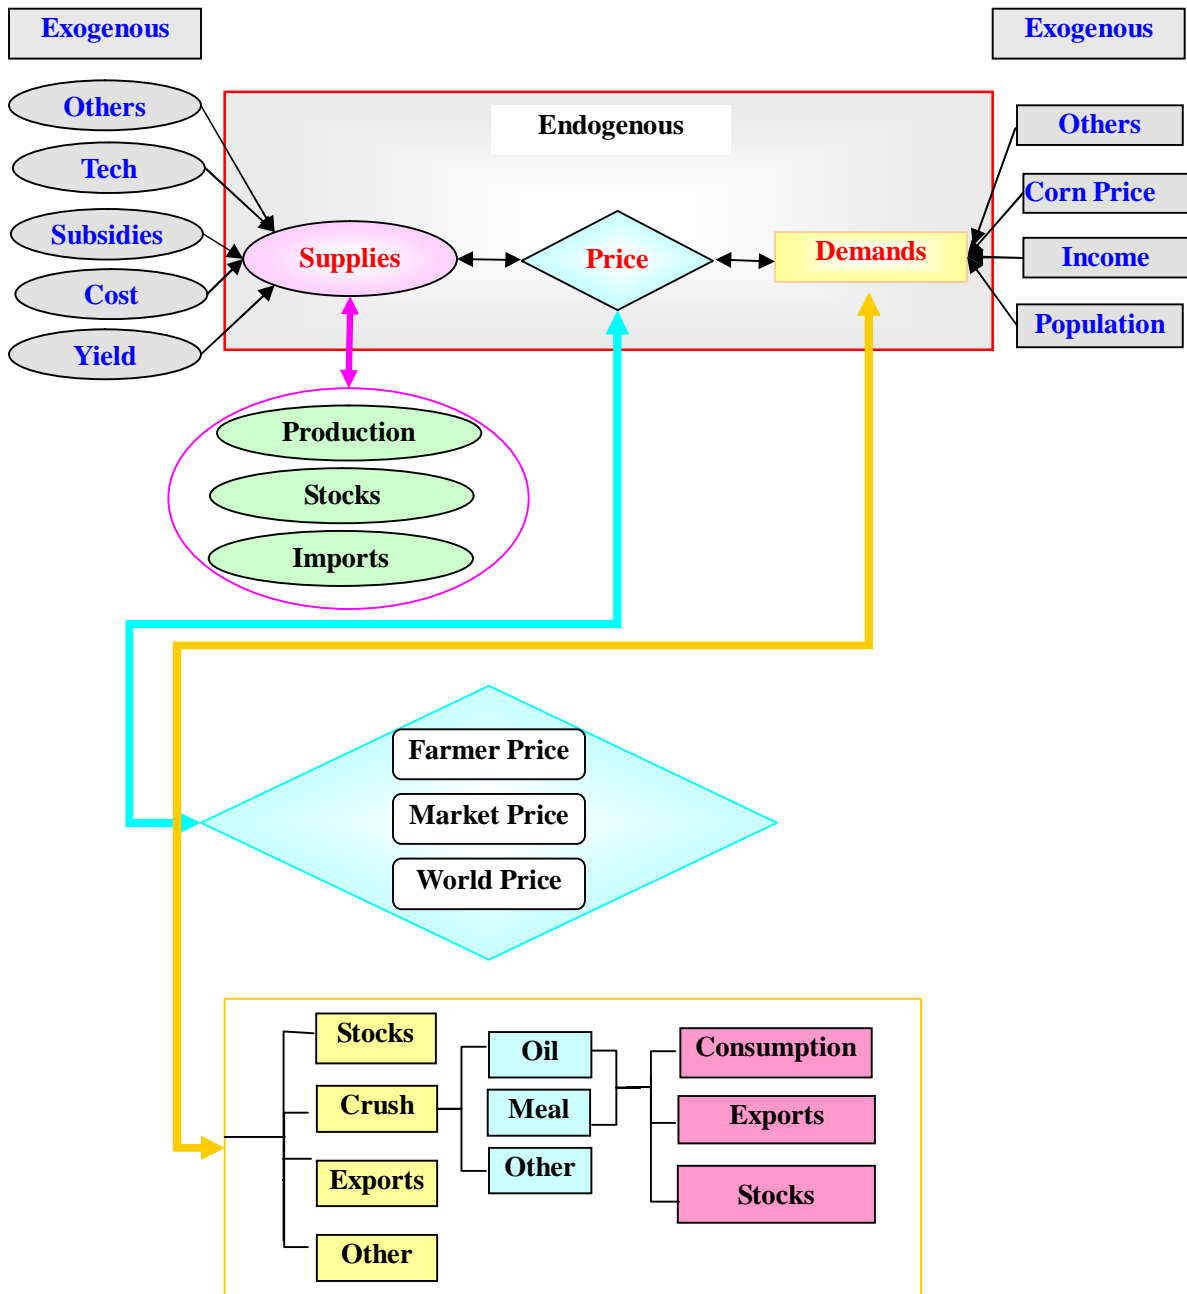 Exogenous
Exogenous
Others
Tech
Subsidies
Cost
Yield
Endogenous
Supplies
Price
Demands
Others
Corn Price
Income
Population
Production
Stocks
Imports
Farmer Price
Market Price
World Price
Stocks
Crush
Exports
Other
Oil
Meal
Other
Consumption
Exports
Stocks